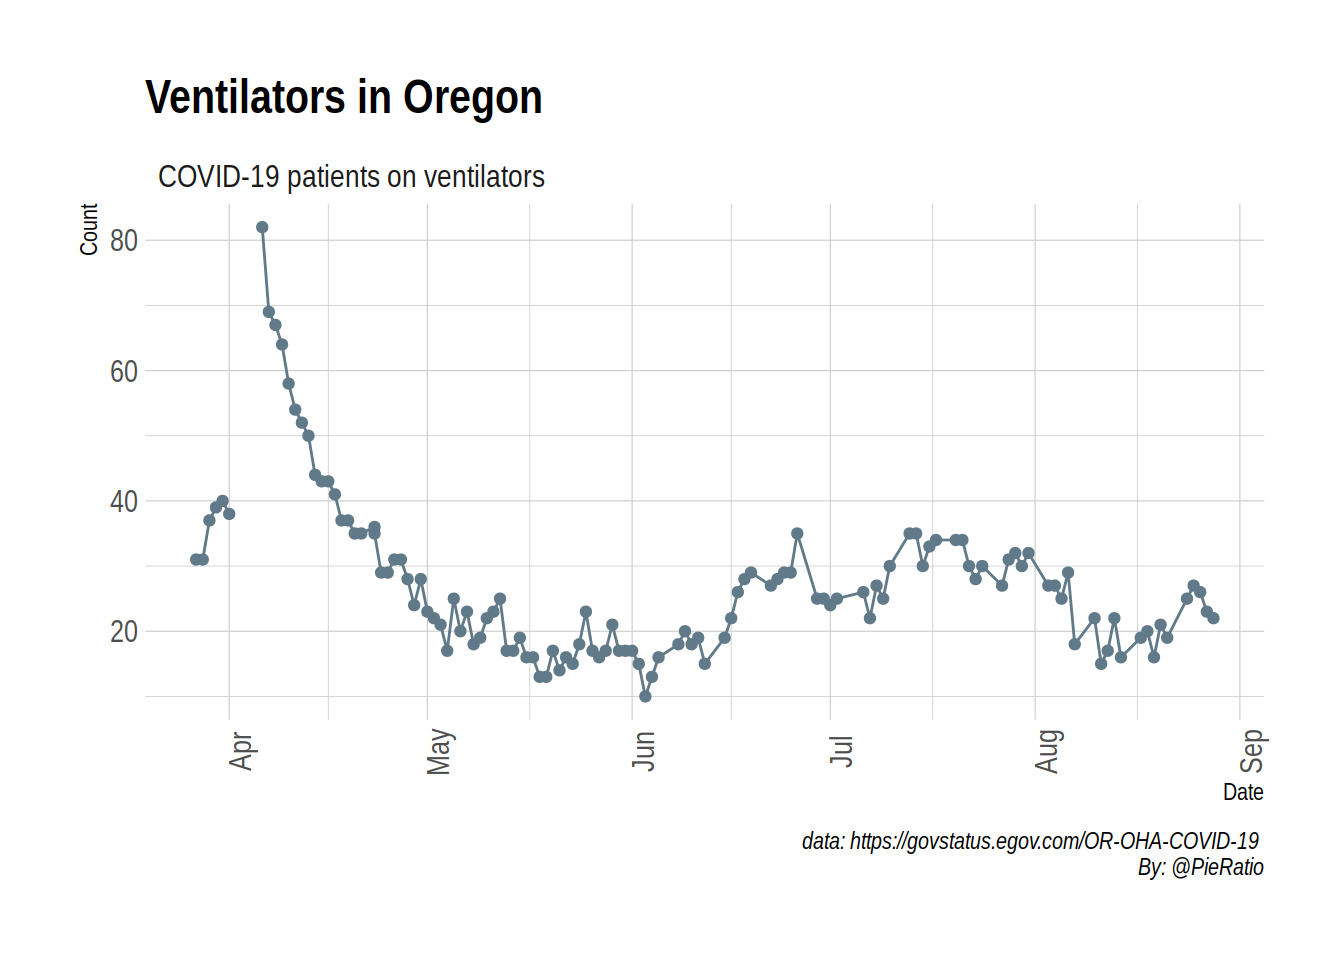 Ventilators in Oregon
COVID-19 patients on ventilators
Count
80
60
40
20
Apr
May
Jun
Jul
Aug
Sep
Date
data: https://govstatus.egov.com/OR-OHA-COVID-19
By: @PieRatio